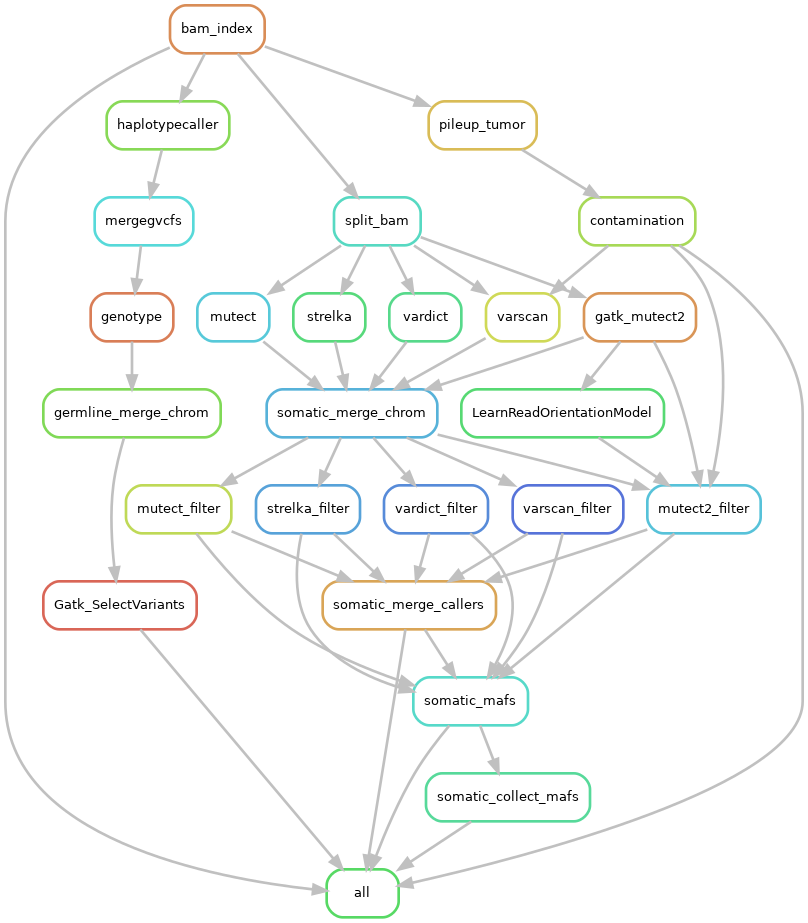 bam_index
haplotypecaller
pileup_tumor
mergegvcfs
split_bam
contamination
genotype
mutect
strelka
vardict
varscan
gatk_mutect2
germline_merge_chrom
somatic_merge_chrom
LearnReadOrientationModel
mutect_filter
strelka_filter
vardict_filter
varscan_filter
mutect2_filter
Gatk_SelectVariants
somatic_merge_callers
somatic_mafs
somatic_collect_mafs
all